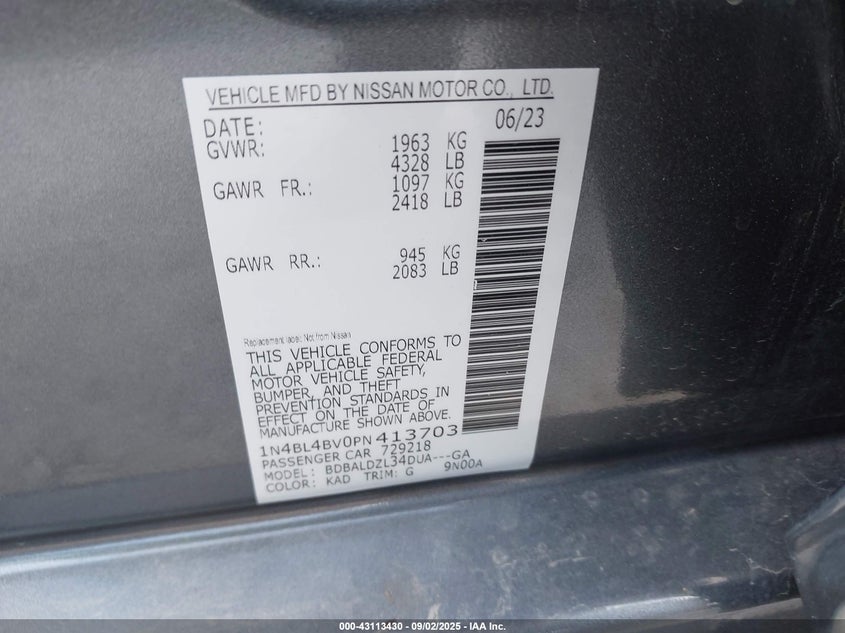 VEHICLE MFD BY NISSAN MOTOR CO., LTD.
DATE: 06/23
GVWR: 1963 KG
4328 LB
GAWR FR.: 1097 KG
2418 LB
GAWR RR.: 945 KG
2083 LB
Replacement label: Not from Nissan
THIS VEHICLE CONFORMS TO
ALL APPLICABLE FEDERAL
MOTOR VEHICLE SAFETY,
BUMPER, AND THEFT
PREVENTION STANDARDS IN
EFFECT ON THE DATE OF
MANUFACTURE SHOWN ABOVE.
1N4BL4BV0PN413703
PASSENGER CAR 729218
MODEL: BDBALDZL34DUA---GA
COLOR: KAD TRIM: G 9N00A
000-43113430 - 09/02/2025 - IAA Inc.